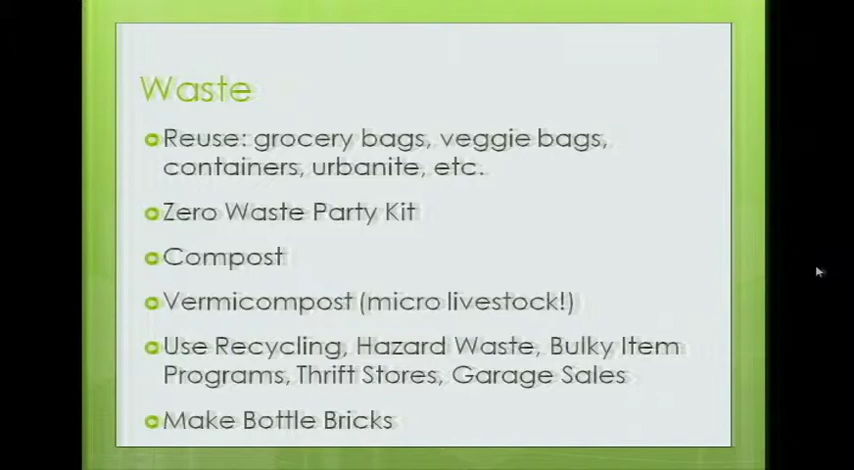 Waste
Reuse: grocery bags, veggie bags,
containers, urbanite, etc.
Zero Waste Party Kit
Compost
Vermicompost (micro livestock!)
Use Recycling, Hazard Waste, Bulky Item
Programs, Thrift Stores, Garage Sales
Make Bottle Bricks